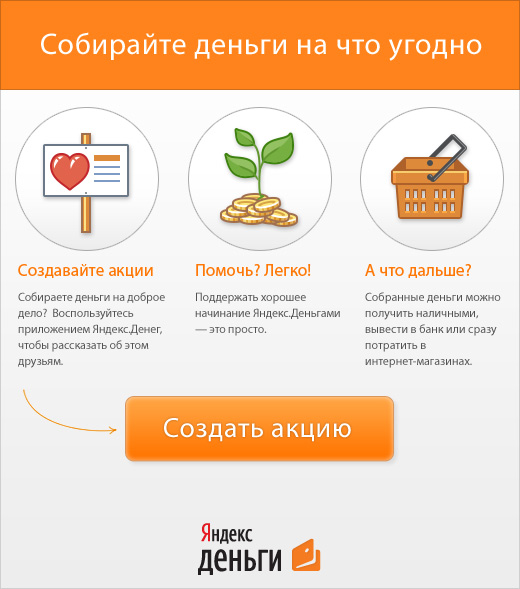 Собирайте деньги на что угодно
Создавайте акции
Собираете деньги на доброе
дело? Воспользуйтесь
приложением Яндекс.Денег,
чтобы рассказать об этом
друзьям.
Помочь? Легко!
Поддержать хорошее
начинание Яндекс.Деньгами
— это просто.
А что дальше?
Собранные деньги можно
получить наличными,
вывести в банк или сразу
потратить в
интернет-магазинах.
Создать акцию
Яндекс
деньги